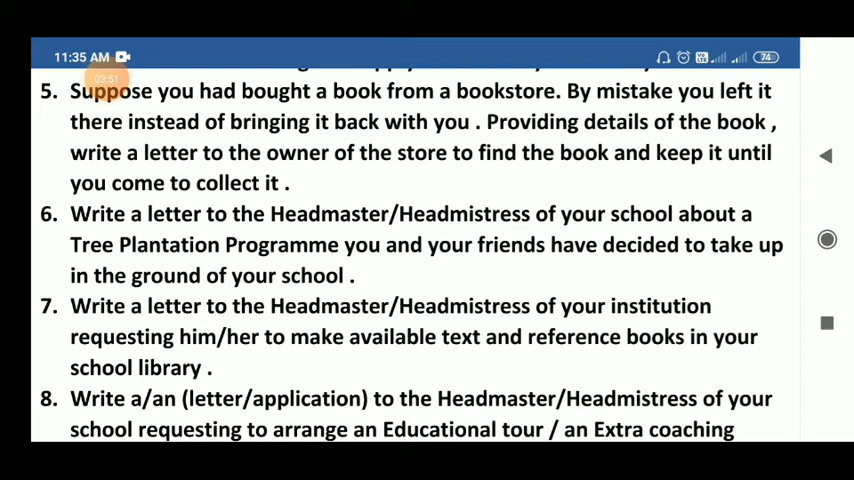 11:35 AM
74
03:51
5. Suppose you had bought a book from a bookstore. By mistake you left it
there instead of bringing it back with you . Providing details of the book ,
write a letter to the owner of the store to find the book and keep it until
you come to collect it .
6. Write a letter to the Headmaster/Headmistress of your school about a
Tree Plantation Programme you and your friends have decided to take up
in the ground of your school .
7. Write a letter to the Headmaster/Headmistress of your institution
requesting him/her to make available text and reference books in your
school library .
8. Write a/an (letter/application) to the Headmaster/Headmistress of your
school requesting to arrange an Educational tour / an Extra coaching